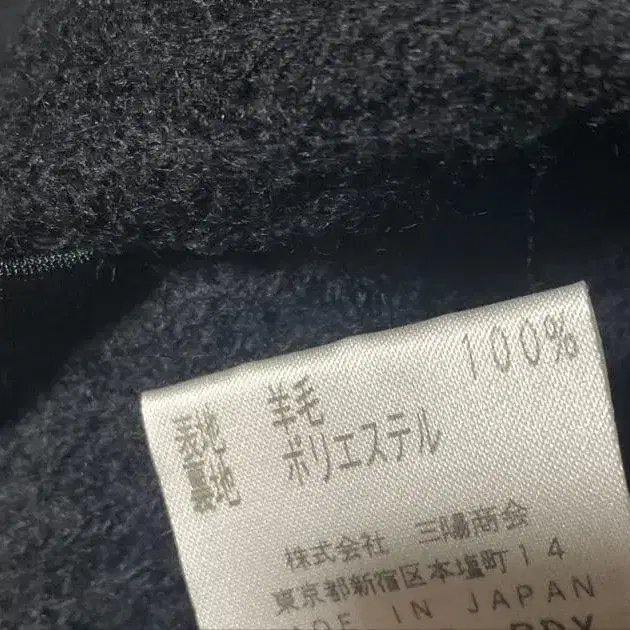 表地 羊毛 100%
裏地 ポリエステル
株式会社 三陽商会
東京都新宿区本塩町14
MADE IN JAPAN